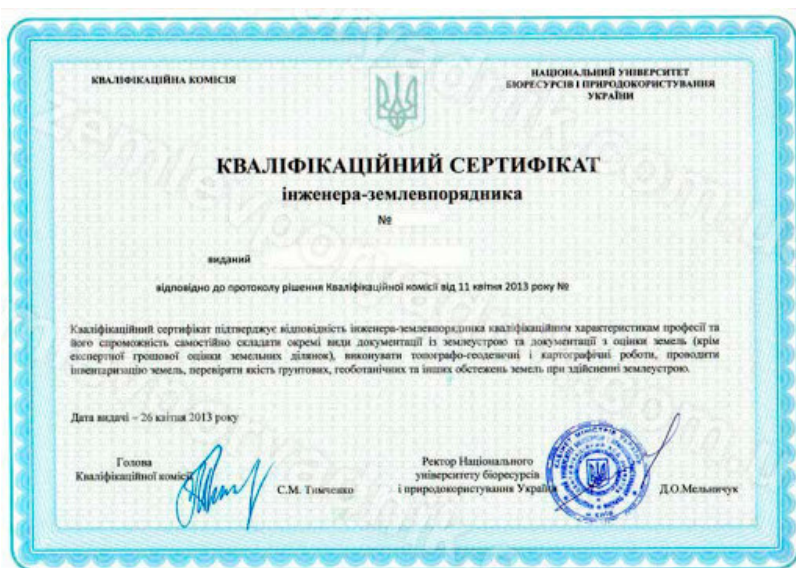 КВАЛІФІКАЦІЙНА КОМІСІЯ
НАЦІОНАЛЬНИЙ УНІВЕРСИТЕТ
БІОРЕСУРСІВ І ПРИРОДОКОРИСТУВАННЯ
УКРАЇНИ
КВАЛІФІКАЦІЙНИЙ СЕРТИФІКАТ
інженера-землевпорядника
№
виданий
відповідно до протоколу рішення Кваліфікаційної комісії від 11 квітня 2013 року №
Кваліфікаційний сертифікат підтверджує відповідність інженера-землевпорядника кваліфікаційним характеристикам професії та
його спроможність самостійно складати окремі види документації із землеустрою та документації з оцінки земель (крім
експертної грошової оцінки земельних ділянок), виконувати топографо-геодезичні і картографічні роботи, проводити
інвентаризацію земель, перевіряти якість ґрунтових, геоботанічних та інших обстежень земель при здійсненні землеустрою.
Дата видачі – 26 квітня 2013 року
Голова
Кваліфікаційної комісії
С.М. Тимченко
Ректор Національного
університету біоресурсів
і природокористування України
Д.О.Мельничук